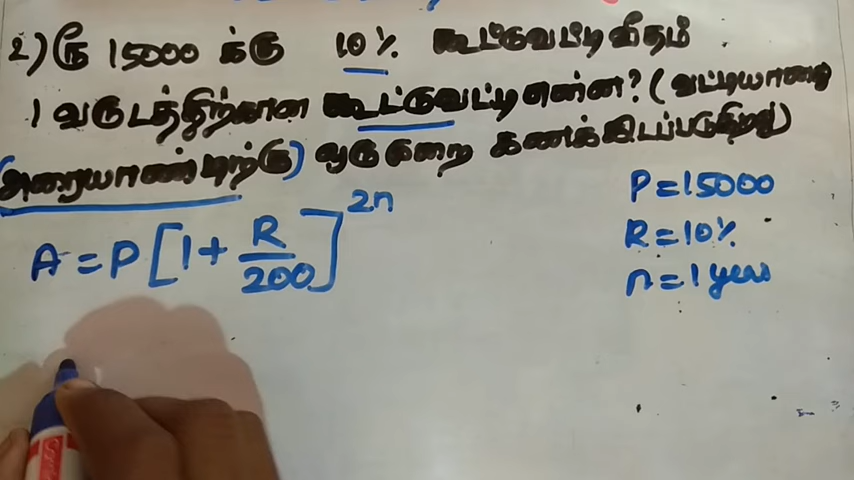 2) ரூ 15000 க்கு 10% கூட்டுவட்டி வீதம்
1 வருடத்திற்கான கூட்டுவட்டி என்ன? ( வட்டியானது
(அரையாண்டிற்கு) ஒருமுறை கணக்கிடப்படுகிறது)
P = 15000
A = P [ 1 + R/200 ]^2n
R = 10%
n = 1 year